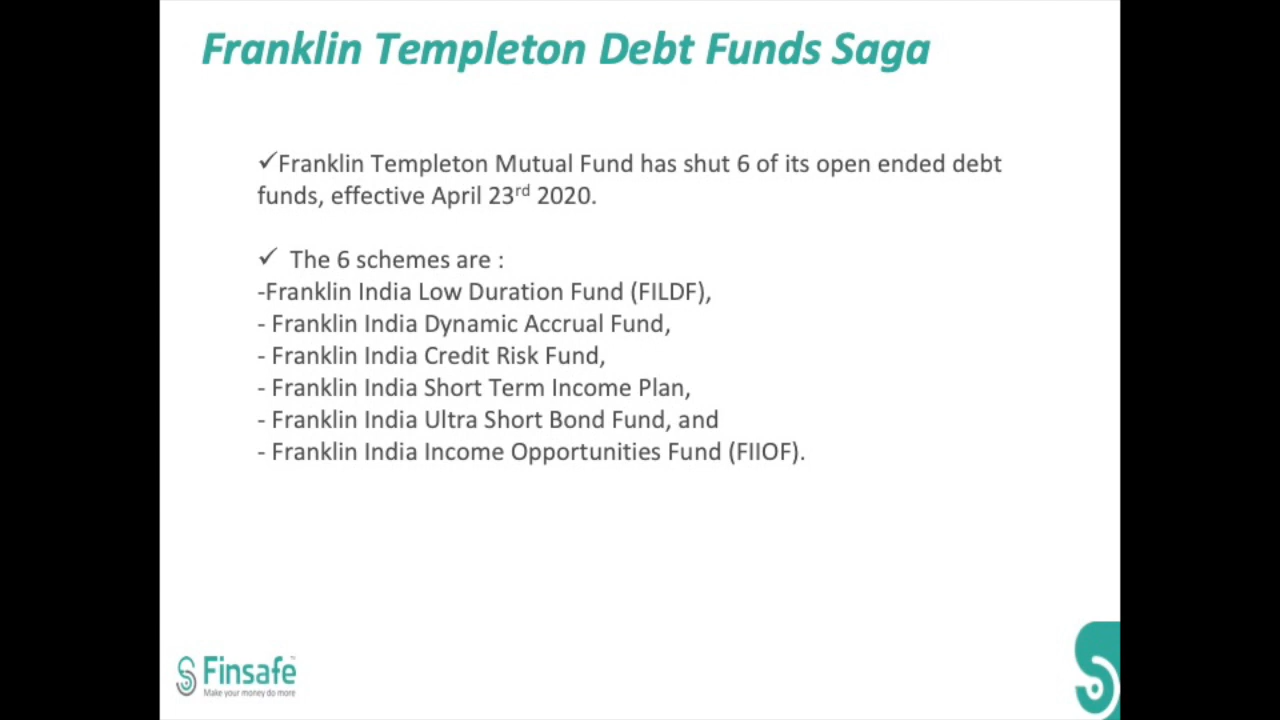 Franklin Templeton Debt Funds Saga
✓Franklin Templeton Mutual Fund has shut 6 of its open ended debt
funds, effective April 23rd 2020.
✓ The 6 schemes are :
-Franklin India Low Duration Fund (FILDF),
- Franklin India Dynamic Accrual Fund,
- Franklin India Credit Risk Fund,
- Franklin India Short Term Income Plan,
- Franklin India Ultra Short Bond Fund, and
- Franklin India Income Opportunities Fund (FIIOF).
Finsafe™
Make your money do more